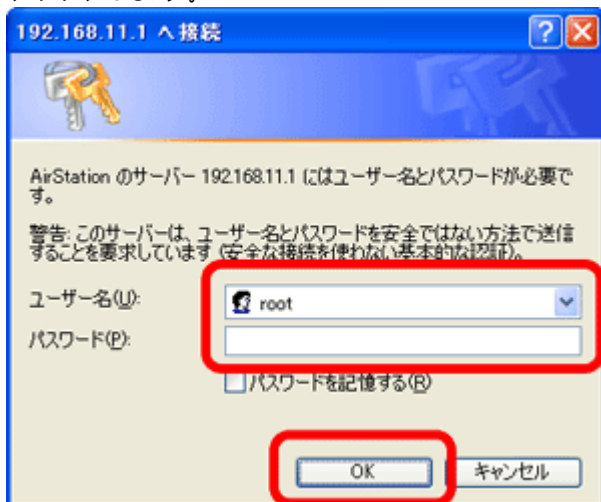 192.168.11.1 へ接続
AirStation のサーバー 192.168.11.1 にはユーザー名とパスワードが必要で
す。
警告: このサーバーは、ユーザー名とパスワードを安全ではない方法で送信
することを要求しています (安全な接続を使わない基本的な認証)。
ユーザー名(U):
root
パスワード(P):
パスワードを記憶する(R)
OK
キャンセル